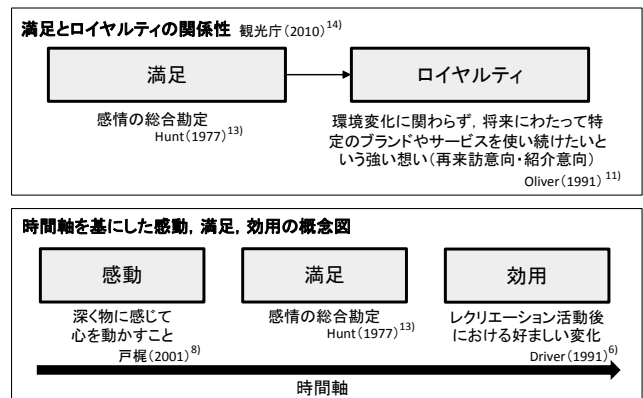 満足とロイヤルティの関係性 観光庁（2010）14)
満足
ロイヤルティ
感情の総合勘定
Hunt（1977）13)
環境変化に関わらず，将来にわたって特
定のブランドやサービスを使い続けたいと
いう強い想い（再来訪意向・紹介意向）
Oliver（1991）11)
時間軸を基にした感動，満足，効用の概念図
感動
満足
効用
深く物に感じて
心を動かすこと
戸梶（2001）8)
感情の総合勘定
Hunt（1977）13)
レクリエーション活動後
における好ましい変化
Driver（1991）6)
時間軸